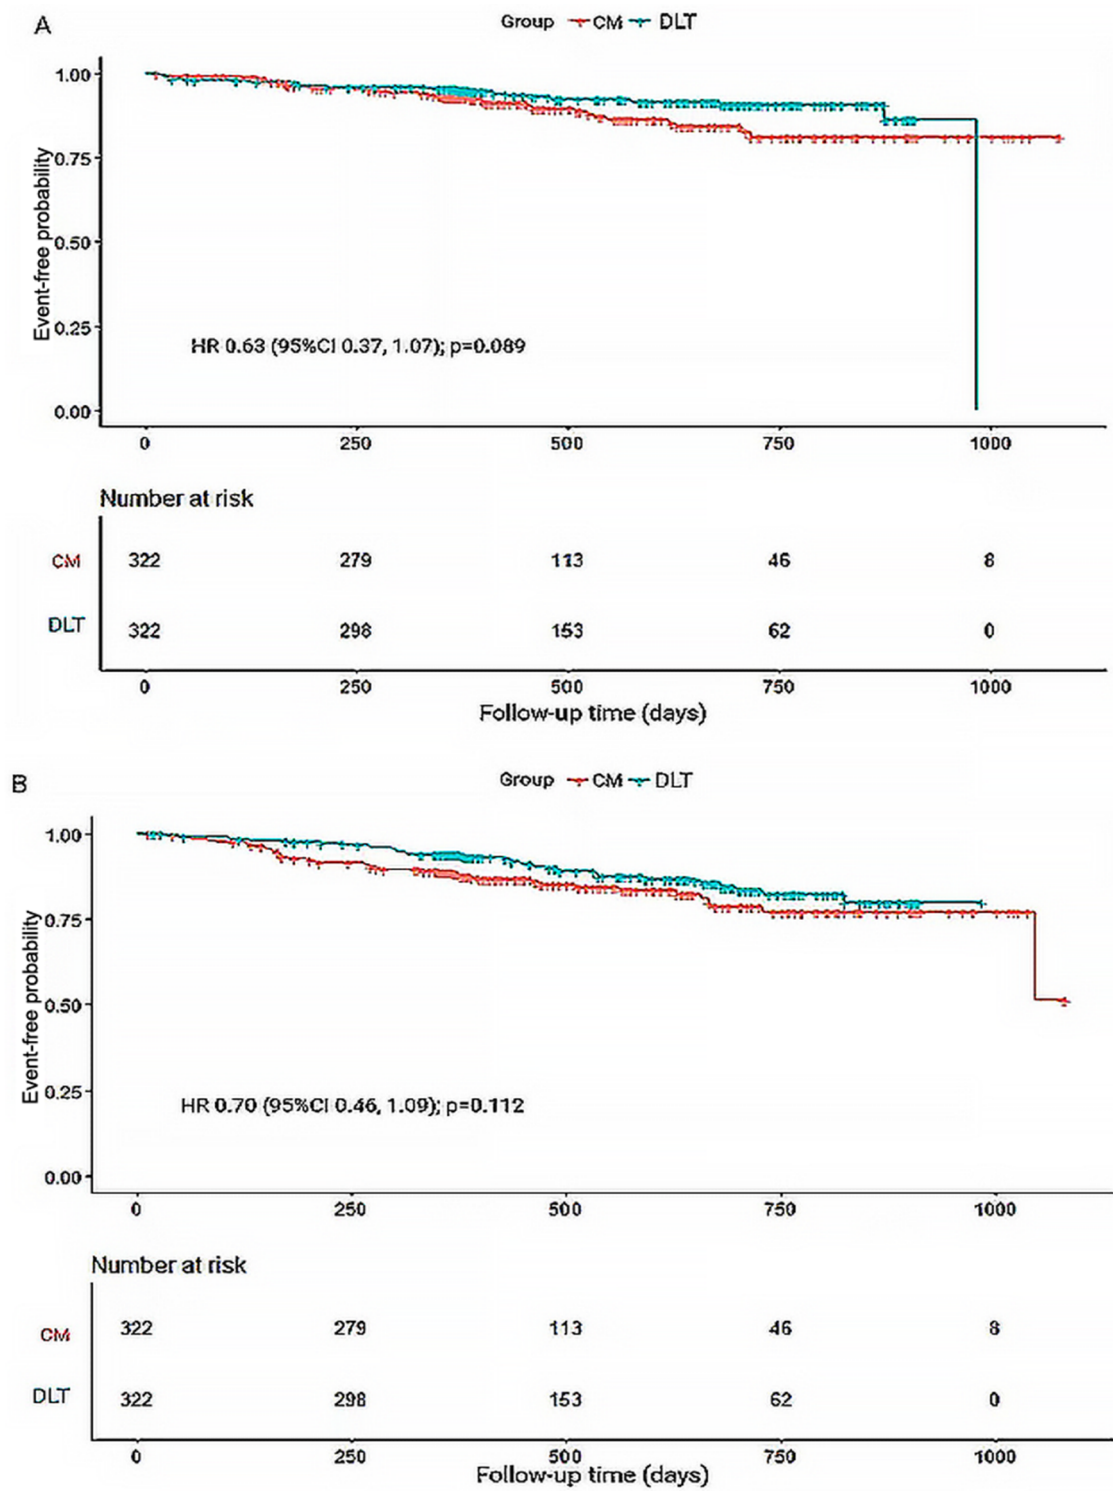 A
Group CM DLT
1.00
0.75
0.50
0.25
0.00
Event-free probability
HR 0.63 (95%CI 0.37, 1.07); p=0.089
0 250 500 750 1000
Number at risk
CM 322 279 113 46 8
DLT 322 298 153 62 0
0 250 500 750 1000
Follow-up time (days)
B
Group CM DLT
1.00
0.75
0.50
0.25
0.00
Event-free probability
HR 0.70 (95%CI 0.46, 1.09); p=0.112
0 250 500 750 1000
Number at risk
CM 322 279 113 46 8
DLT 322 298 153 62 0
0 250 500 750 1000
Follow-up time (days)